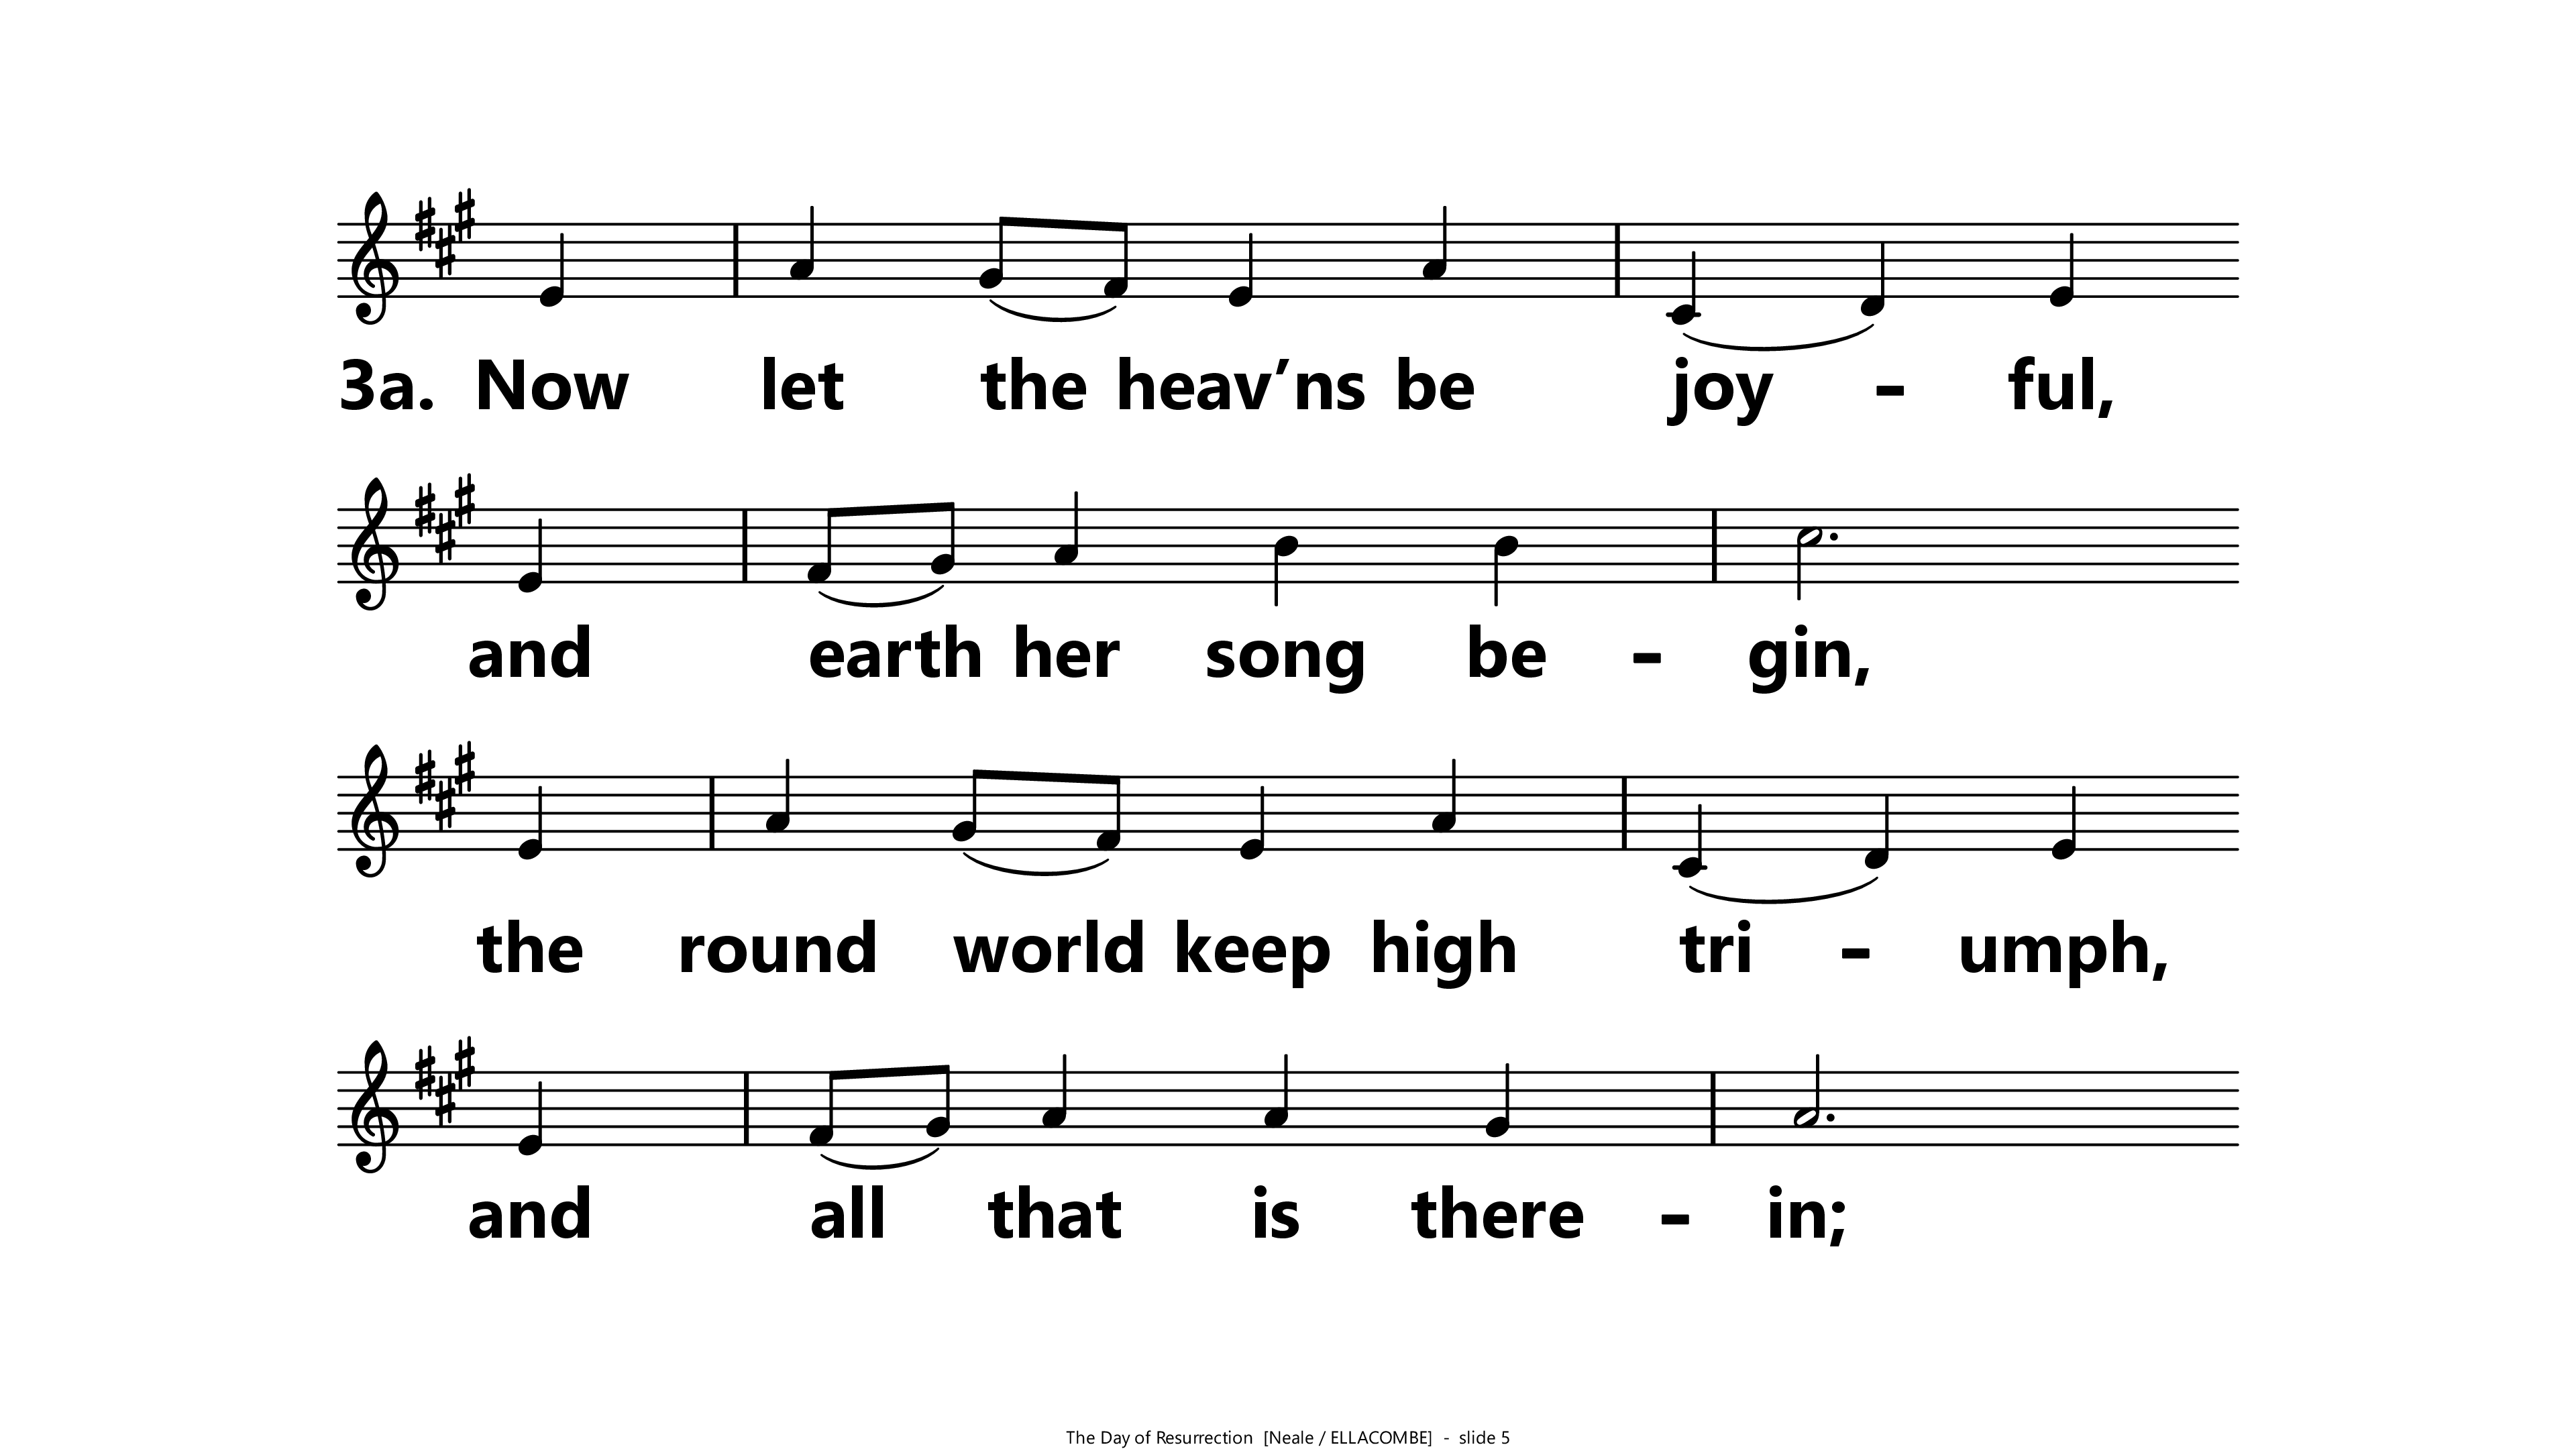 3a. Now let the heav’ns be joy - ful,
and earth her song be - gin,
the round world keep high tri - umph,
and all that is there - in;
The Day of Resurrection [Neale / ELLACOMBE] - slide 5